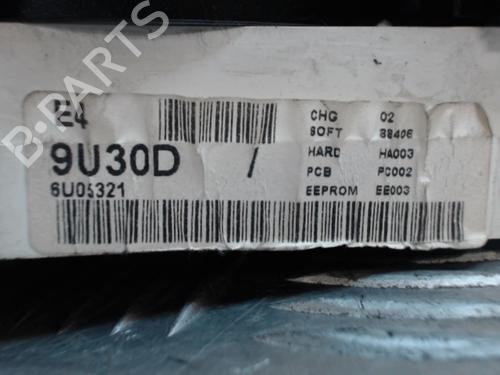 B-Parts
E4
9U30D /
6U05321
CHG 02
SOFT 38406
HARD HA003
PCB PC002
EEPROM EE003